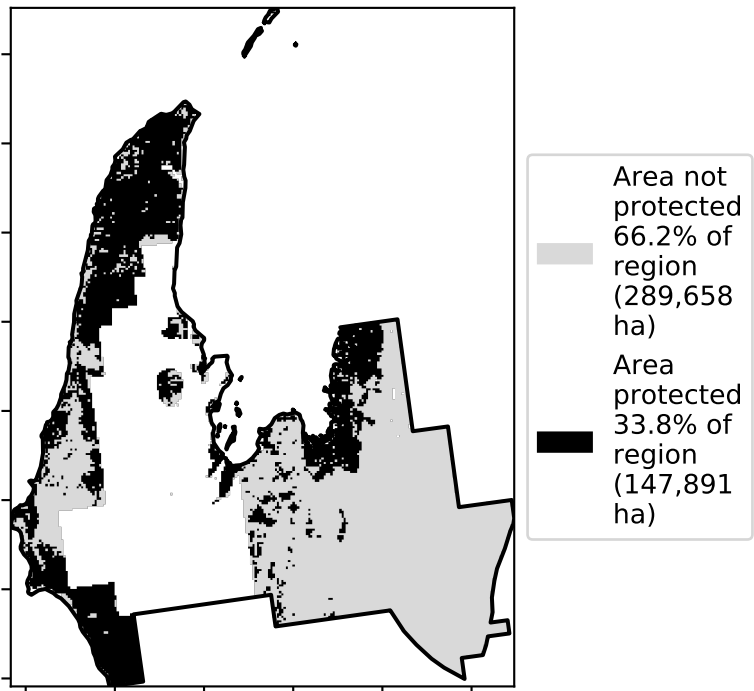 Area not
protected
66.2% of
region
(289,658
ha)
Area
protected
33.8% of
region
(147,891
ha)